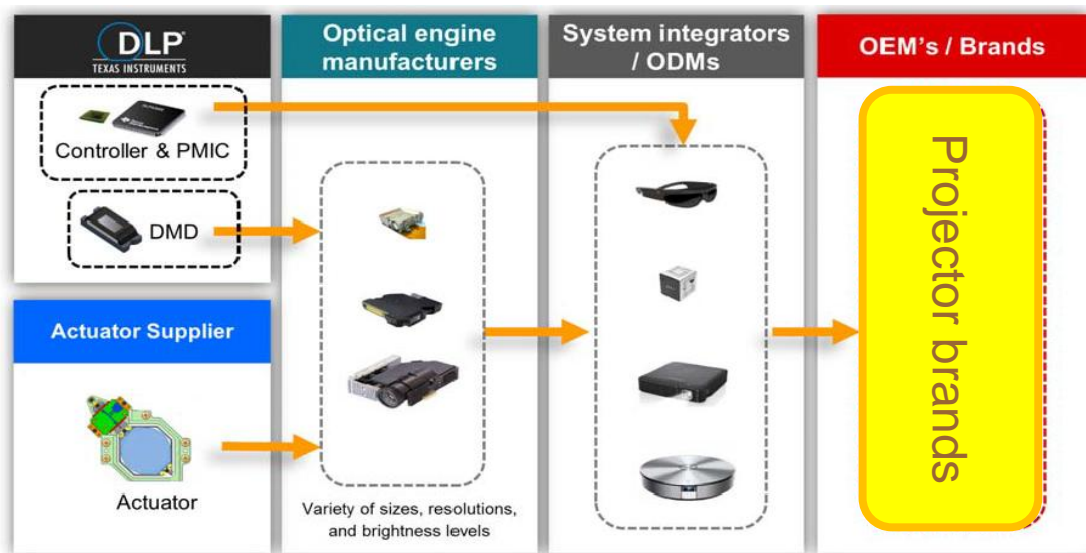 DLP®
TEXAS INSTRUMENTS
Controller & PMIC
DMD
Actuator Supplier
Actuator
Optical engine
manufacturers
Variety of sizes, resolutions,
and brightness levels
System integrators
/ ODMs
OEM's / Brands
Projector brands